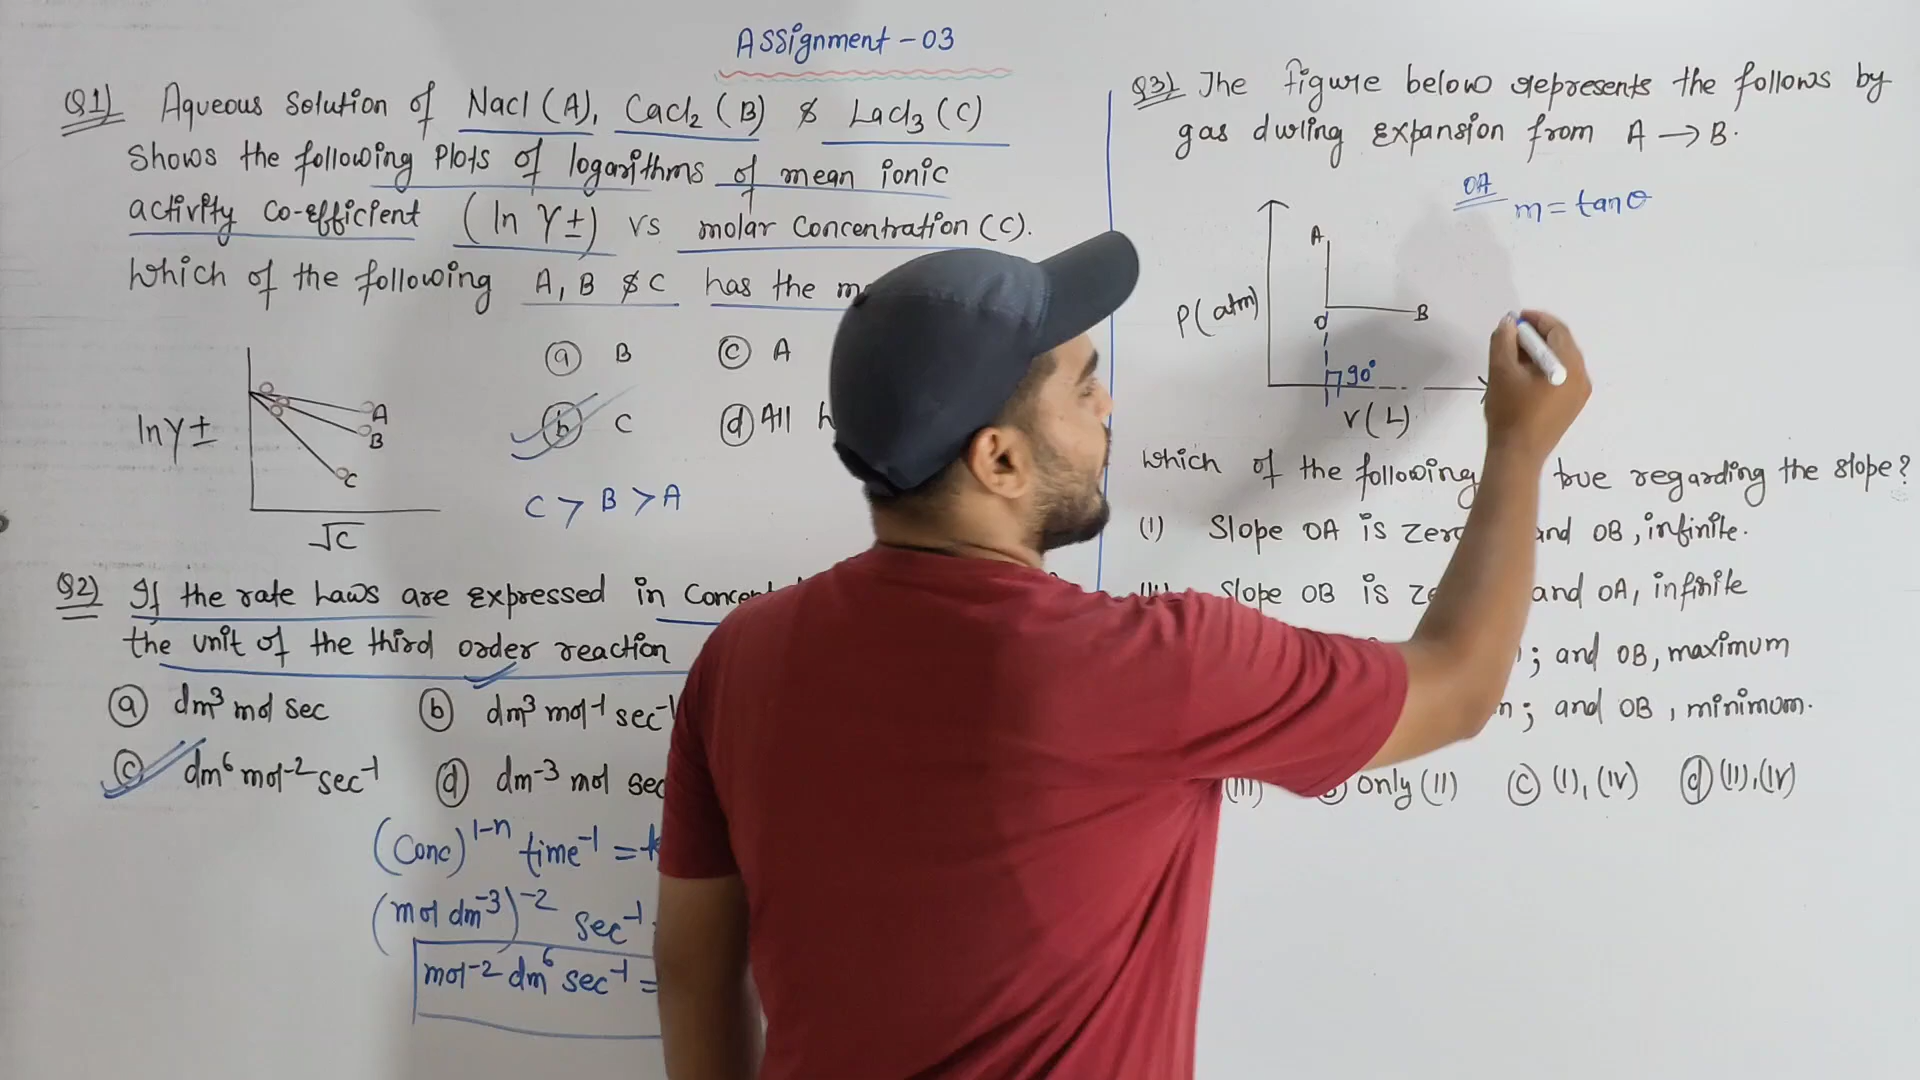 Assignment - 03
Q1) Aqueous solution of Nacl (A), Cacl2 (B) & Lacl3 (C)
Shows the following Plots of logarithms of mean ionic
activity Co-efficient (ln γ±) vs molar Concentration (C).
Which of the following A, B & C has the
ⓐ B ⓒ A
ⓑ C ⓓ All
C > B > A
lnγ±
A
B
C
√C
Q2) If the rate Laws are expressed in
the unit of the third order reaction
ⓐ dm³ mol sec ⓑ dm³ mol⁻¹ sec⁻¹
ⓒ dm⁶ mol⁻² sec⁻¹ ⓓ dm⁻³ mol
(Conc)¹⁻ⁿ time⁻¹ =
(mol dm⁻³)⁻² sec⁻¹
mol⁻² dm⁶ sec⁻¹ =
Q3) The figure below represents the follows by
gas during expansion from A → B.
OA
m = tan θ
A
P(atm)
O
B
90°
V(L)
Which of the following true regarding the slope?
(I) Slope OA is and OB, infinite.
Slope OB is and OA, infinite
; and OB, maximum
; and OB, minimum.
(III) only (II) ⓒ (I), (IV) ⓓ (II), (IV)